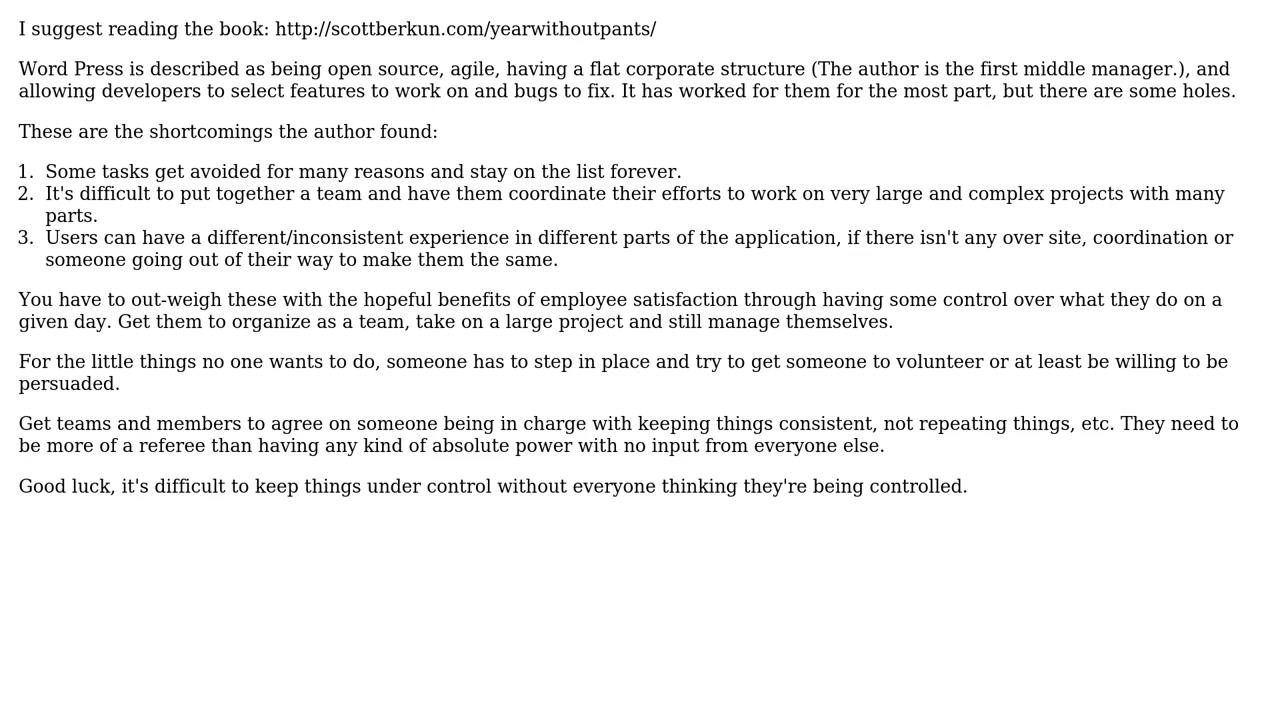 I suggest reading the book: http://scottberkun.com/yearwithoutpants/
Word Press is described as being open source, agile, having a flat corporate structure (The author is the first middle manager.), and
allowing developers to select features to work on and bugs to fix. It has worked for them for the most part, but there are some holes.
These are the shortcomings the author found:
1. Some tasks get avoided for many reasons and stay on the list forever.
2. It's difficult to put together a team and have them coordinate their efforts to work on very large and complex projects with many
parts.
3. Users can have a different/inconsistent experience in different parts of the application, if there isn't any over site, coordination or
someone going out of their way to make them the same.
You have to out-weigh these with the hopeful benefits of employee satisfaction through having some control over what they do on a
given day. Get them to organize as a team, take on a large project and still manage themselves.
For the little things no one wants to do, someone has to step in place and try to get someone to volunteer or at least be willing to be
persuaded.
Get teams and members to agree on someone being in charge with keeping things consistent, not repeating things, etc. They need to
be more of a referee than having any kind of absolute power with no input from everyone else.
Good luck, it's difficult to keep things under control without everyone thinking they're being controlled.